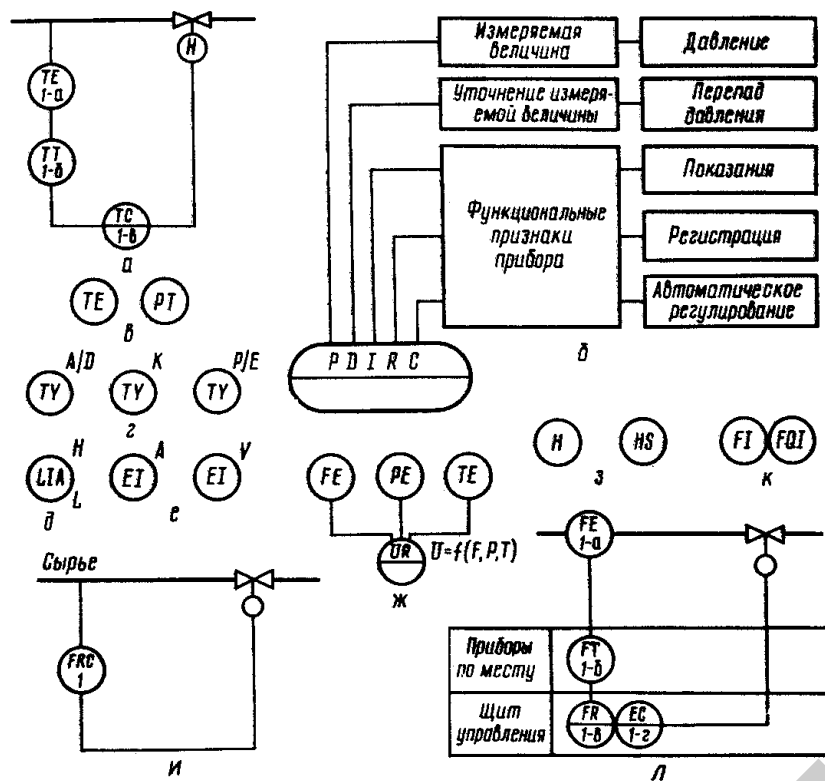 H
TE
1-а
TT
1-б
TC
1-в
а
TE
PT
в
TY
A/D
TY
K
TY
P/E
г
LIA
H
L
д
EI
A
EI
V
е
Измеряемая
величина
Давление
Уточнение измеря-
емой величины
Перепад
давления
Функциональные
признаки
прибора
Показания
Регистрация
Автоматическое
регулирование
P D I R C
б
FE
PE
TE
UR
U=f(F,P,T)
ж
H
HS
з
FI
FQI
к
Сырье
FRC
1
и
FE
1-а
Приборы
по месту
FT
1-б
Щит
управления
FR
1-в
EC
1-г
л